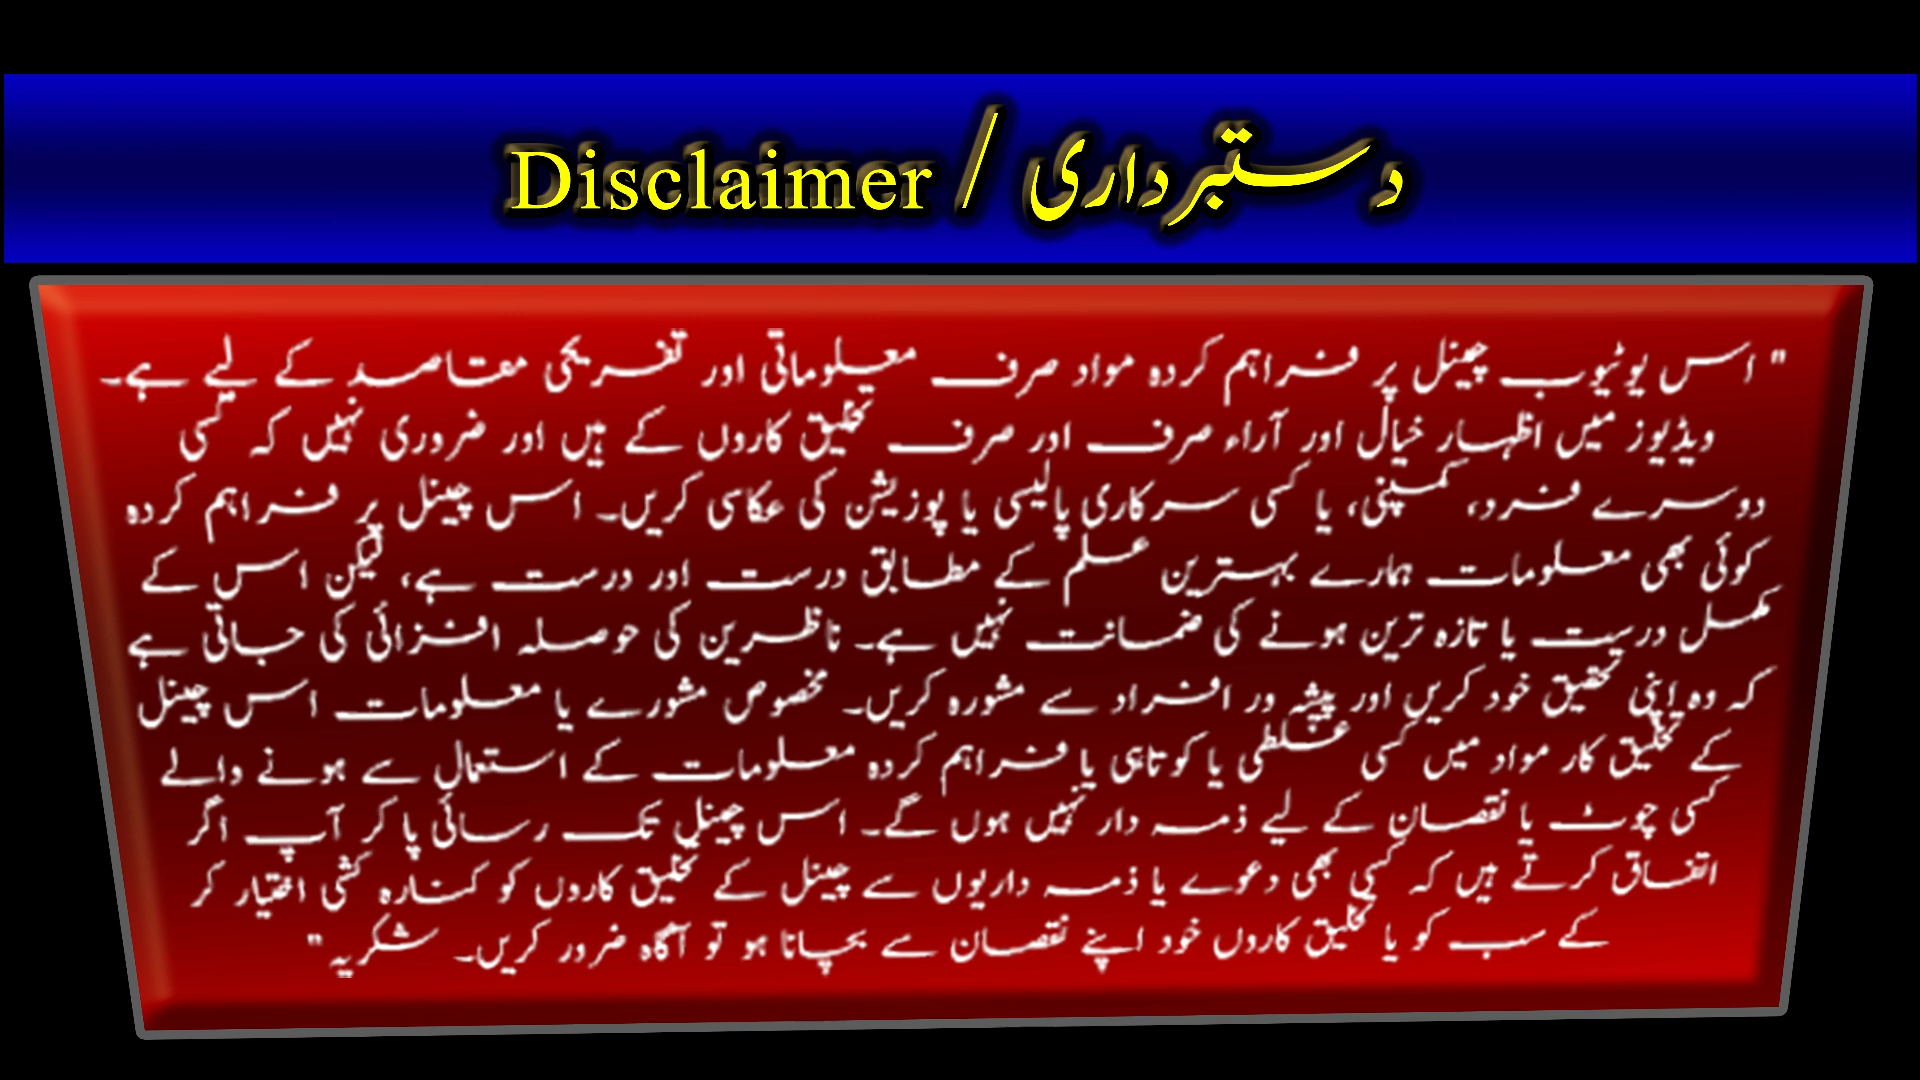 دستبرداری / Disclaimer
" اس یوٹیوب چینل پر فراہم کردہ مواد صرف معلوماتی اور تفریحی مقاصد کے لیے ہے۔
ویڈیوز میں اظہار خیال اور آراء صرف اور صرف تخلیق کاروں کے ہیں اور ضروری نہیں کہ کسی
دوسرے فرد، کمپنی، یا کسی سرکاری پالیسی یا پوزیشن کی عکاسی کریں۔ اس چینل پر فراہم کردہ
کوئی بھی معلومات ہمارے بہترین علم کے مطابق درست اور درست ہے، لیکن اس کے
مکمل درست یا تازہ ترین ہونے کی ضمانت نہیں ہے۔ ناظرین کی حوصلہ افزائی کی جاتی ہے
کہ وہ اپنی تحقیق خود کریں اور پیشہ ور افراد سے مشورہ کریں۔ مخصوص مشورے یا معلومات اس چینل
کے تخلیق کار مواد میں کسی غلطی یا کوتاہی یا فراہم کردہ معلومات کے استعمال سے ہونے والے
کسی چوٹ یا نقصان کے لیے ذمہ دار نہیں ہوں گے۔ اس چینل تک رسائی پا کر آپ اگر
اتفاق کرتے ہیں کہ کسی بھی دعوے یا ذمہ داریوں سے چینل کے تخلیق کاروں کو کنارہ کشی اختیار کر
کے سب کو یا تخلیق کاروں خود اپنے نقصان سے بچانا ہو تو آگاہ ضرور کریں۔ شکریہ "